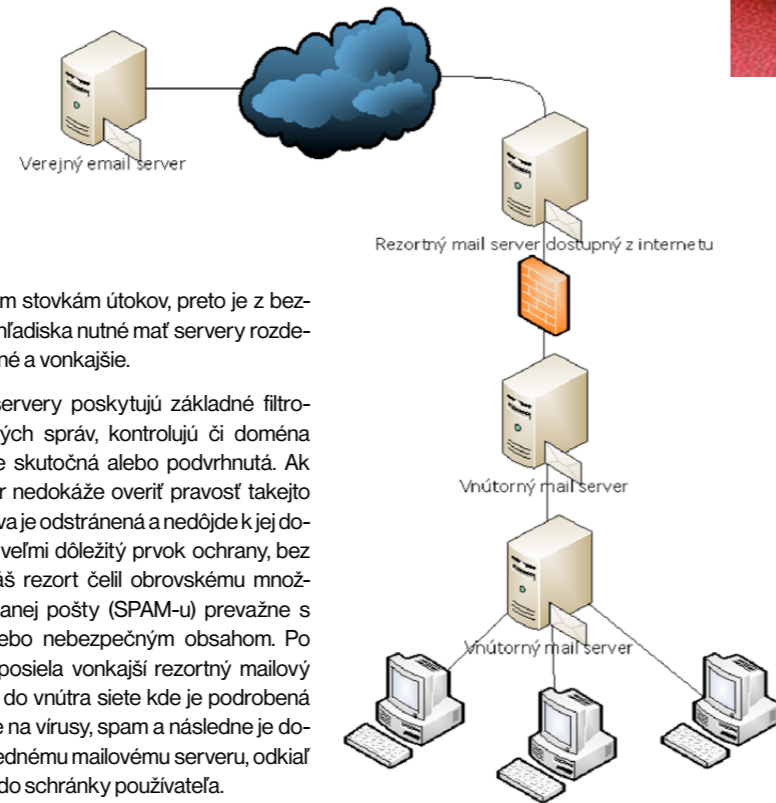 Verejný email server
Rezortný mail server dostupný z internetu
Vnútorný mail server
Vnútorný mail server
m stovkám útokov, preto je z bez-
hľadiska nutné mať servery rozde-
né a vonkajšie.
servery poskytujú základné filtro-
ých správ, kontrolujú či doména
e skutočná alebo podvrhnutá. Ak
r nedokáže overiť pravosť takejto
va je odstránená a nedôjde k jej do-
veľmi dôležitý prvok ochrany, bez
áš rezort čelil obrovskému množ-
anej pošty (SPAM-u) prevažne s
ebo nebezpečným obsahom. Po
posiela vonkajší rezortný mailový
do vnútra siete kde je podrobená
e na vírusy, spam a následne je do-
ednému mailovému serveru, odkiaľ
do schránky používateľa.